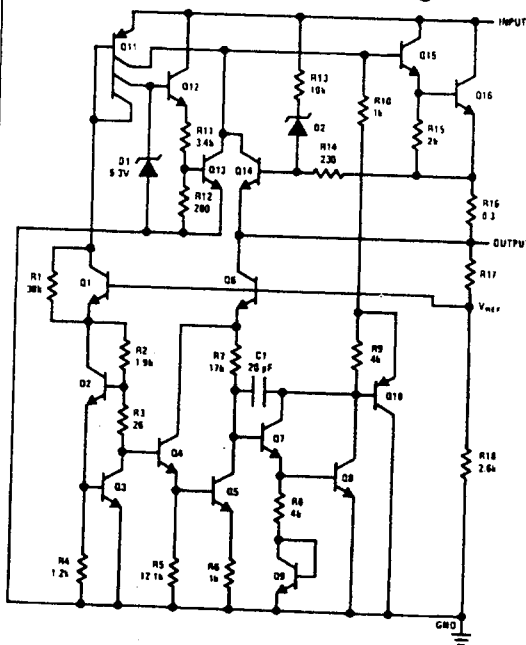 INPUT
Q11
Q15
Q12
R13
10k
Q16
R10
1k
R11
3.4k
D2
R15
2k
R14
230
D1
6.3V
Q13
Q14
R12
200
R16
0.3
OUTPUT
R1
30k
Q1
Q6
R17
VREF
R2
1.9k
R7
17k
C1
20 pF
R9
4k
Q10
Q2
R3
26
Q4
Q7
R18
2.6k
Q3
Q5
Q8
R8
4k
R4
1.2k
R5
12.1k
R6
1k
Q9
GND